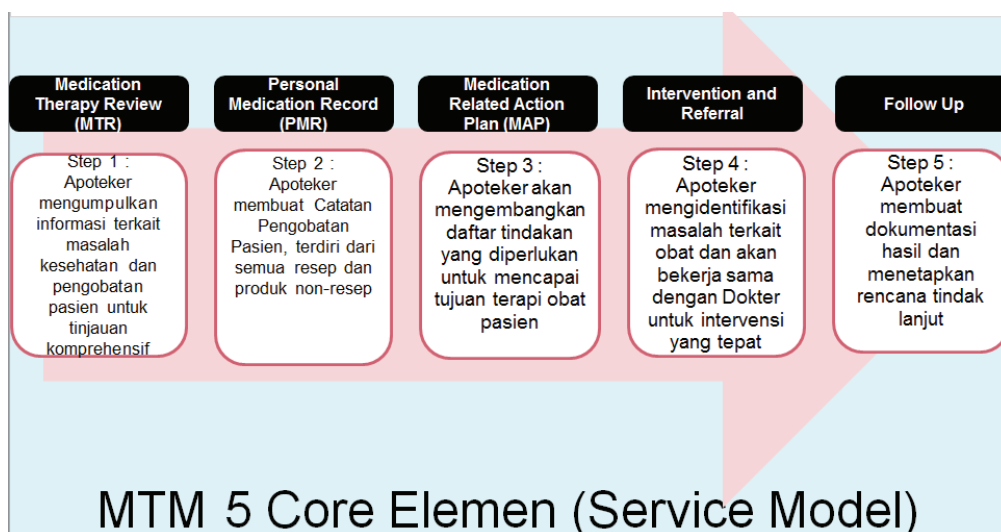 Medication
Therapy Review
(MTR)
Step 1 :
Apoteker
mengumpulkan
informasi terkait
masalah
kesehatan dan
pengobatan
pasien untuk
tinjauan
komprehensif
Personal
Medication Record
(PMR)
Step 2 :
Apoteker
membuat Catatan
Pengobatan
Pasien, terdiri dari
semua resep dan
produk non-resep
Medication
Related Action
Plan (MAP)
Step 3 :
Apoteker akan
mengembangkan
daftar tindakan
yang diperlukan
untuk mencapai
tujuan terapi obat
pasien
Intervention and
Referral
Step 4 :
Apoteker
mengidentifikasi
masalah terkait
obat dan akan
bekerja sama
dengan Dokter
untuk intervensi
yang tepat
Follow Up
Step 5 :
Apoteker
membuat
dokumentasi
hasil dan
menetapkan
rencana tindak
lanjut
MTM 5 Core Elemen (Service Model)